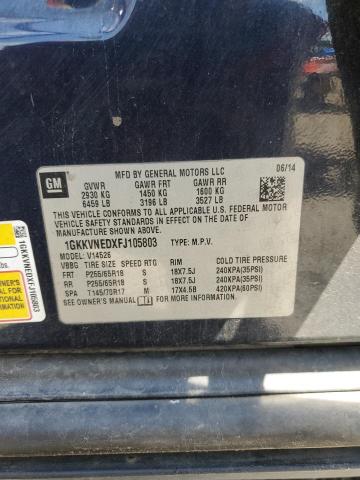 GM
MFD BY GENERAL MOTORS LLC 06/14
GVWR GAWR FRT GAWR RR
2930 KG 1450 KG 1600 KG
6459 LB 3196 LB 3527 LB
THIS VEHICLE CONFORMS TO ALL APPLICABLE U.S. FEDERAL MOTOR
VEHICLE SAFETY STANDARDS IN EFFECT ON THE DATE OF
MANUFACTURE SHOWN ABOVE.
1GKKVNEDXFJ105803 TYPE: M.P.V.
MODEL: V14526
VBBG TIRE SIZE SPEED RTG RIM COLD TIRE PRESSURE
FRT P255/65R18 S 18X7.5J 240KPA(35PSI)
RR P255/65R18 S 18X7.5J 240KPA(35PSI)
SPA T145/70R17 M 17X4.5B 420KPA(60PSI)
SEE OWNER'S MANUAL FOR ADDITIONAL INFORMATION.
1GKKVNEDXFJ105803